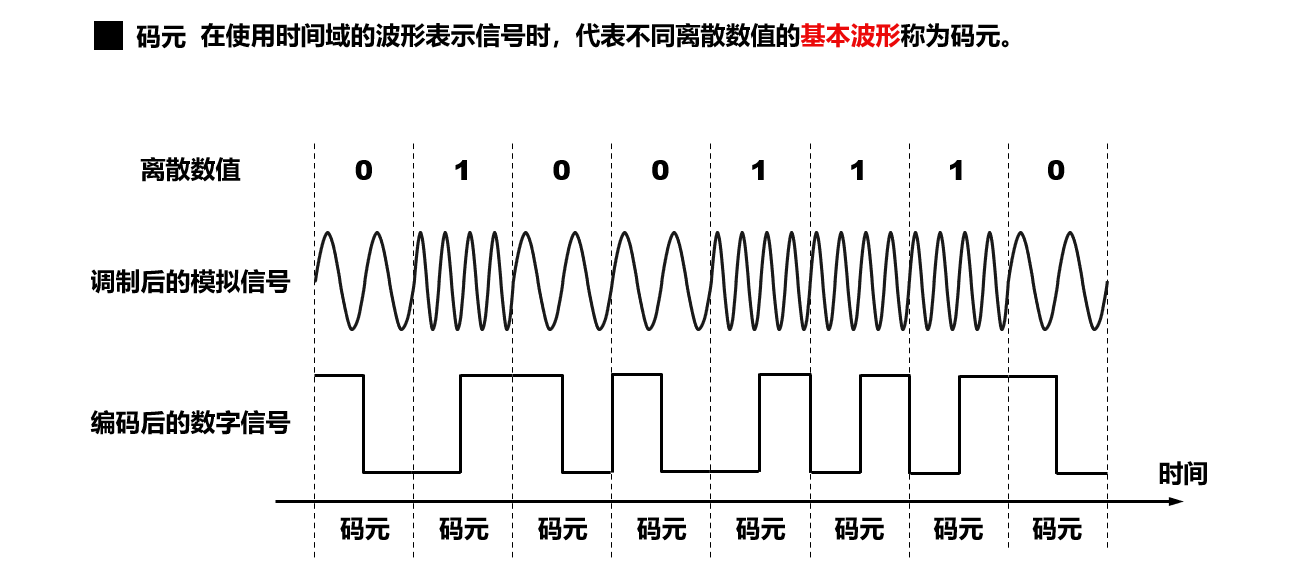 码元 在使用时间域的波形表示信号时，代表不同离散数值的基本波形称为码元。
离散数值 0 1 0 0 1 1 1 0
调制后的模拟信号
编码后的数字信号
时间
码元 码元 码元 码元 码元 码元 码元 码元